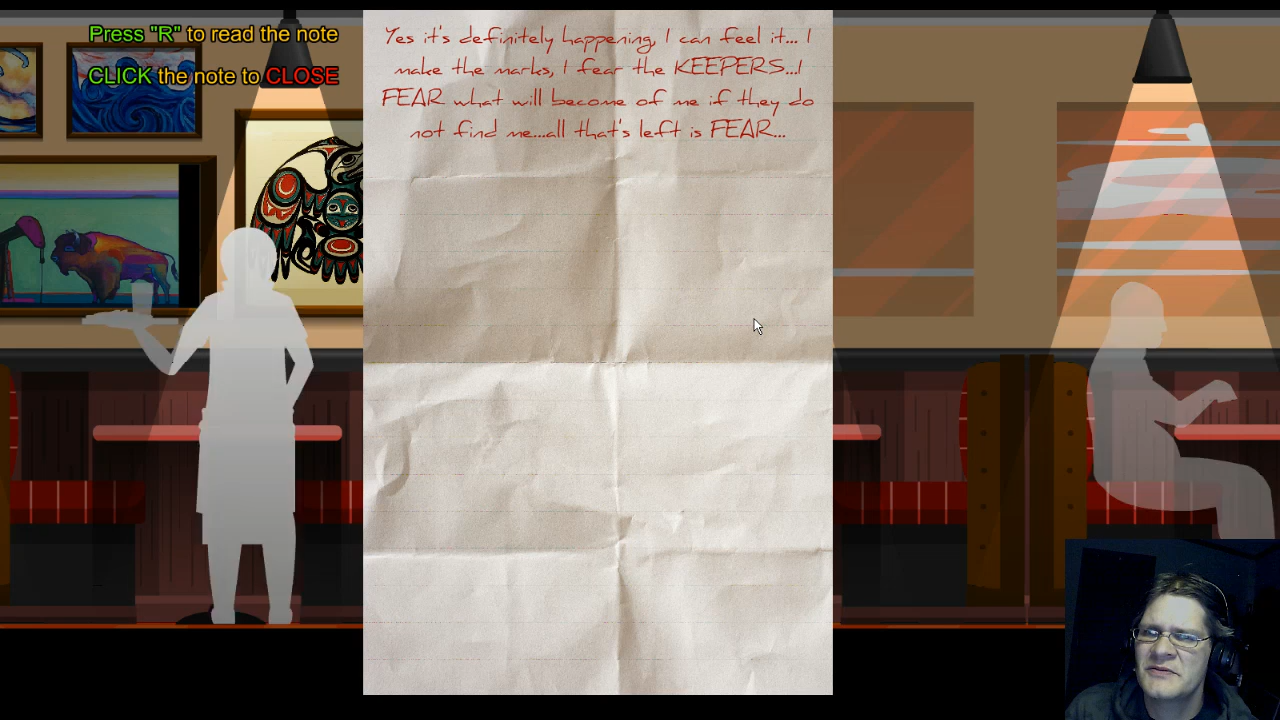 Press "R" to read the note
CLICK the note to CLOSE
Yes it's definitely happening, I can feel it... I
make the marks, I fear the KEEPERS...I
FEAR what will become of me if they do
not find me...all that's left is FEAR...